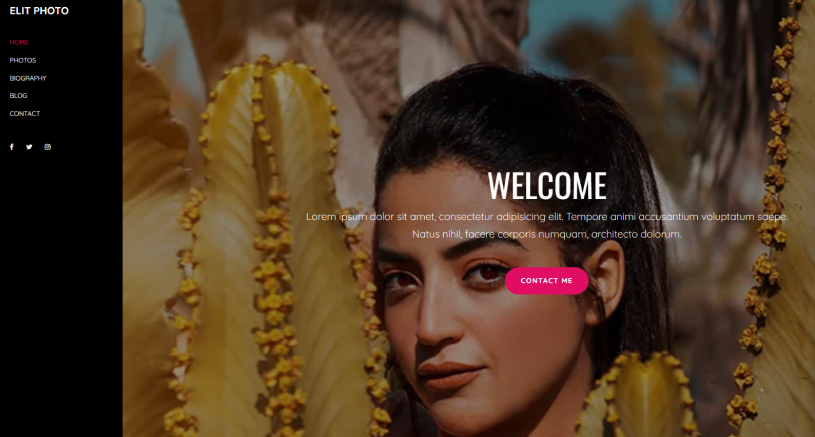 ELIT PHOTO
HOME
PHOTOS
BIOGRAPHY
BLOG
CONTACT
WELCOME
Lorem ipsum dolor sit amet, consectetur adipisicing elit. Tempore animi accusantium voluptatum saepe.
Natus nihil, facere corporis numquam, architecto dolorum.
CONTACT ME